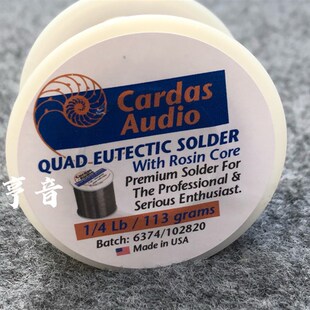 Cardas
Audio
QUAD EUTECTIC SOLDER
With Rosin Core
Premium Solder For
The Professional &
Serious Enthusiast.
1/4 Lb / 113 grams
Batch: 6374/102820
Made in USA
亨音